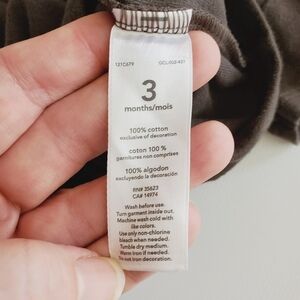 121C679
3
months/mois
100% cotton
exclusive of decoration
coton 100 %
garnitures non comprises
100% algodon
excluyendo la decoración
RN# 35623
CA# 14974
Wash before use.
Turn garment inside out.
Machine wash cold with
like colors.
Use only non-chlorine
bleach when needed.
Tumble dry medium.
Warm iron if needed.
Do not iron decoration.